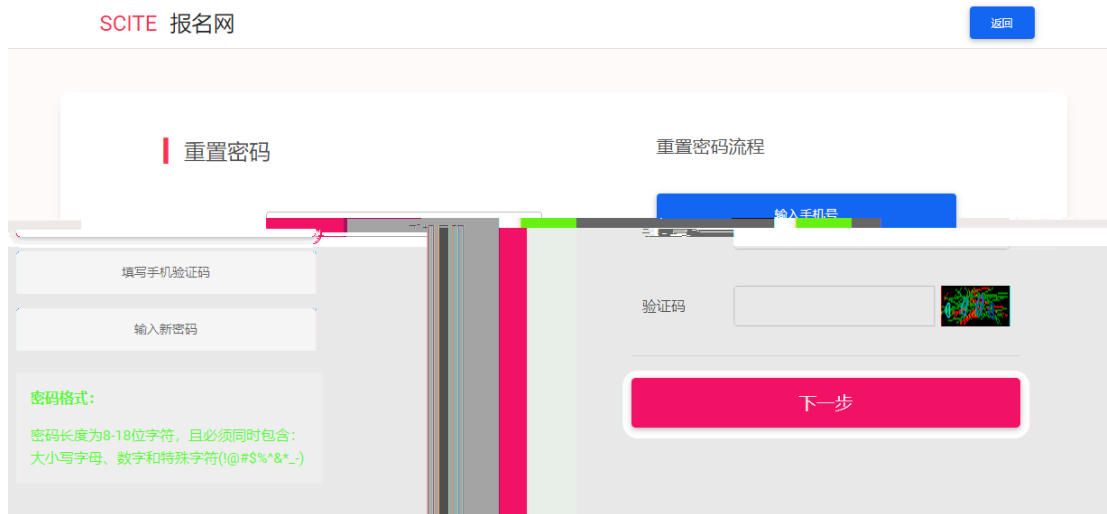 SCITE 报名网
返回
重置密码
重置密码流程
输入手机号
填写手机验证码
验证码
输入新密码
下一步
密码格式：
密码长度为8-18位字符，且必须同时包含：
大小写字母、数字和特殊字符(!@#$%^&*_-)